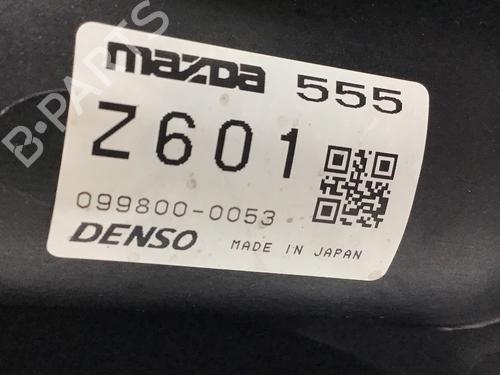 mazda 555
Z601
099800-0053
DENSO MADE IN JAPAN
B-PARTS